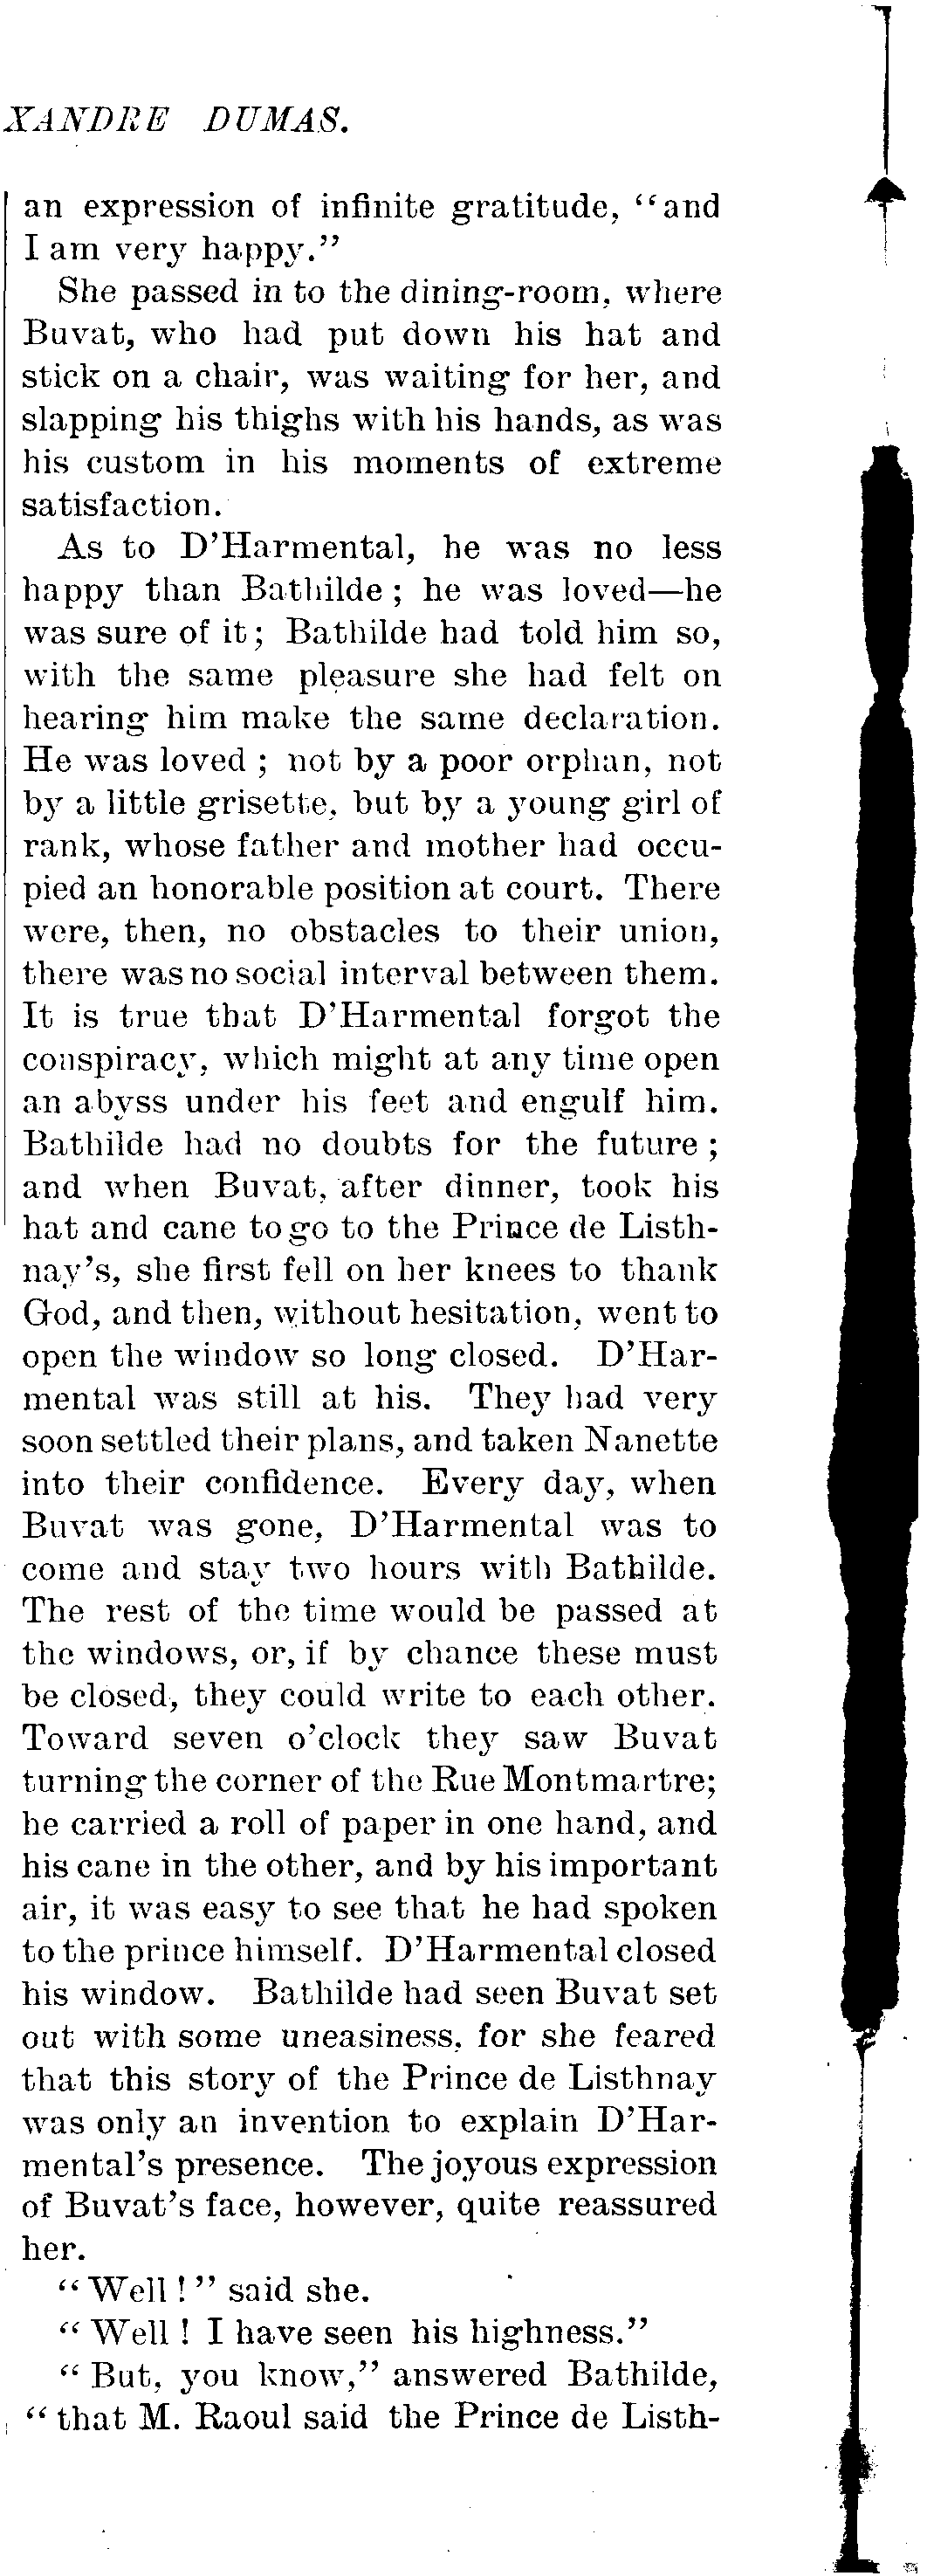 XANDRE DUMAS.
an expression of infinite gratitude, "and
I am very happy."
She passed in to the dining-room, where
Buvat, who had put down his hat and
stick on a chair, was waiting for her, and
slapping his thighs with his hands, as was
his custom in his moments of extreme
satisfaction.
As to D'Harmental, he was no less
happy than Bathilde; he was loved—he
was sure of it; Bathilde had told him so,
with the same pleasure she had felt on
hearing him make the same declaration.
He was loved; not by a poor orphan, not
by a little grisette, but by a young girl of
rank, whose father and mother had occu-
pied an honorable position at court. There
were, then, no obstacles to their union,
there was no social interval between them.
It is true that D'Harmental forgot the
conspiracy, which might at any time open
an abyss under his feet and engulf him.
Bathilde had no doubts for the future;
and when Buvat, after dinner, took his
hat and cane to go to the Prince de Listh-
nay's, she first fell on her knees to thank
God, and then, without hesitation, went to
open the window so long closed. D'Har-
mental was still at his. They had very
soon settled their plans, and taken Nanette
into their confidence. Every day, when
Buvat was gone, D'Harmental was to
come and stay two hours with Bathilde.
The rest of the time would be passed at
the windows, or, if by chance these must
be closed, they could write to each other.
Toward seven o'clock they saw Buvat
turning the corner of the Rue Montmartre;
he carried a roll of paper in one hand, and
his cane in the other, and by his important
air, it was easy to see that he had spoken
to the prince himself. D'Harmental closed
his window. Bathilde had seen Buvat set
out with some uneasiness, for she feared
that this story of the Prince de Listhnay
was only an invention to explain D'Har-
mental's presence. The joyous expression
of Buvat's face, however, quite reassured
her.
"Well!" said she.
"Well! I have seen his highness."
"But, you know," answered Bathilde,
"that M. Raoul said the Prince de Listh-